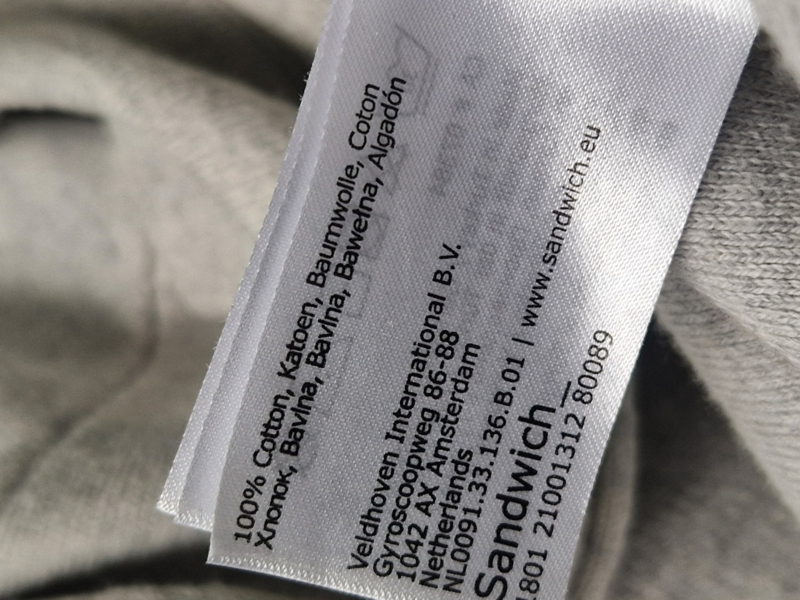 100% Cotton, Katoen, Baumwolle, Coton
Хлопок, Bavlna, Bavlna, Bawełna, Algadón
Veldhoven International B.V.
Gyroscoopweg 86-88
1042 AX Amsterdam
Netherlands
NL0091.33.136.B.01 | www.sandwich.eu
Sandwich_
1801 21001312 80089